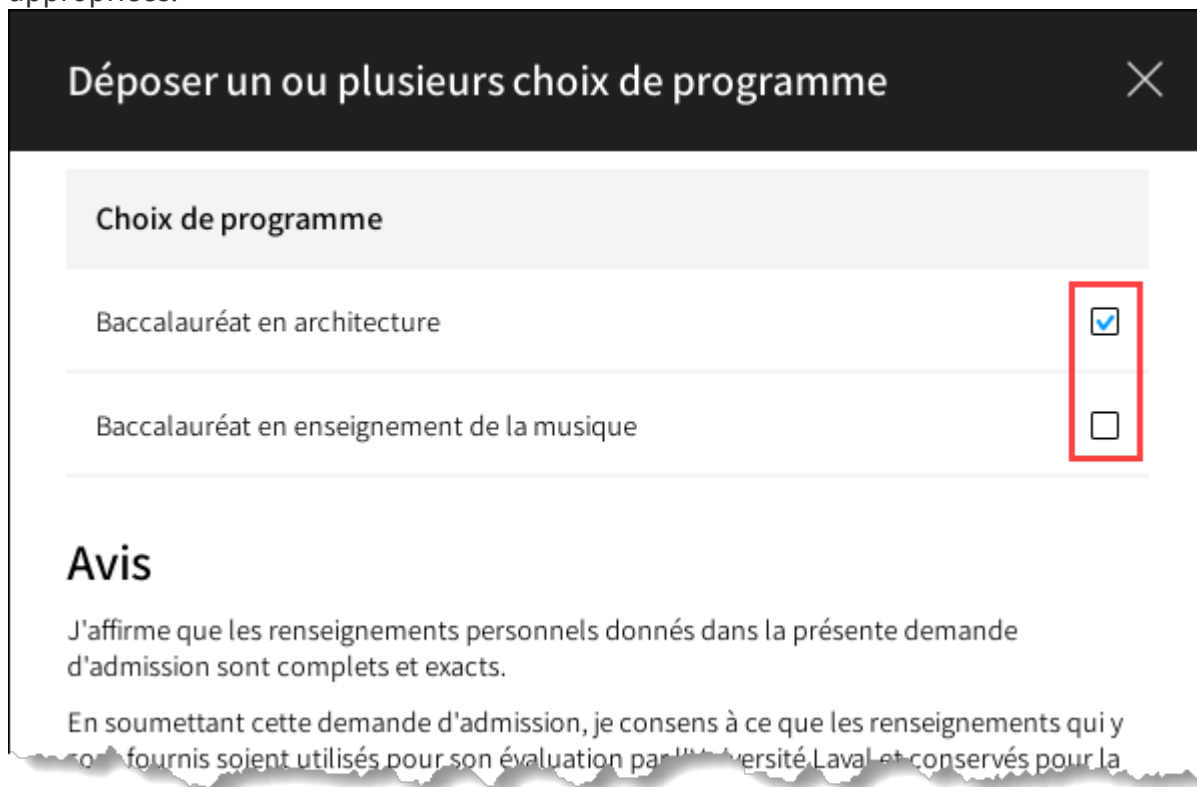 Déposer un ou plusieurs choix de programme
Choix de programme
Baccalauréat en architecture
Baccalauréat en enseignement de la musique
Avis
J'affirme que les renseignements personnels donnés dans la présente demande
d'admission sont complets et exacts.
En soumettant cette demande d'admission, je consens à ce que les renseignements qui y
fournis soient utilisés pour son évaluation par Laval et conservés pour la